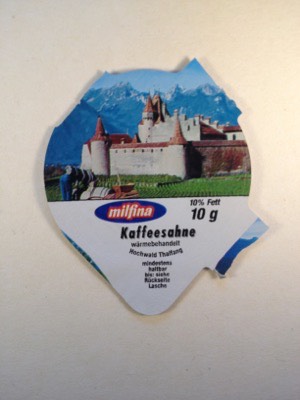 milfina
10% Fett
10 g
Kaffeesahne
wärmebehandelt
Hochwald Thalfang
mindestens
haltbar
bis: siehe
Rückseite
Lasche